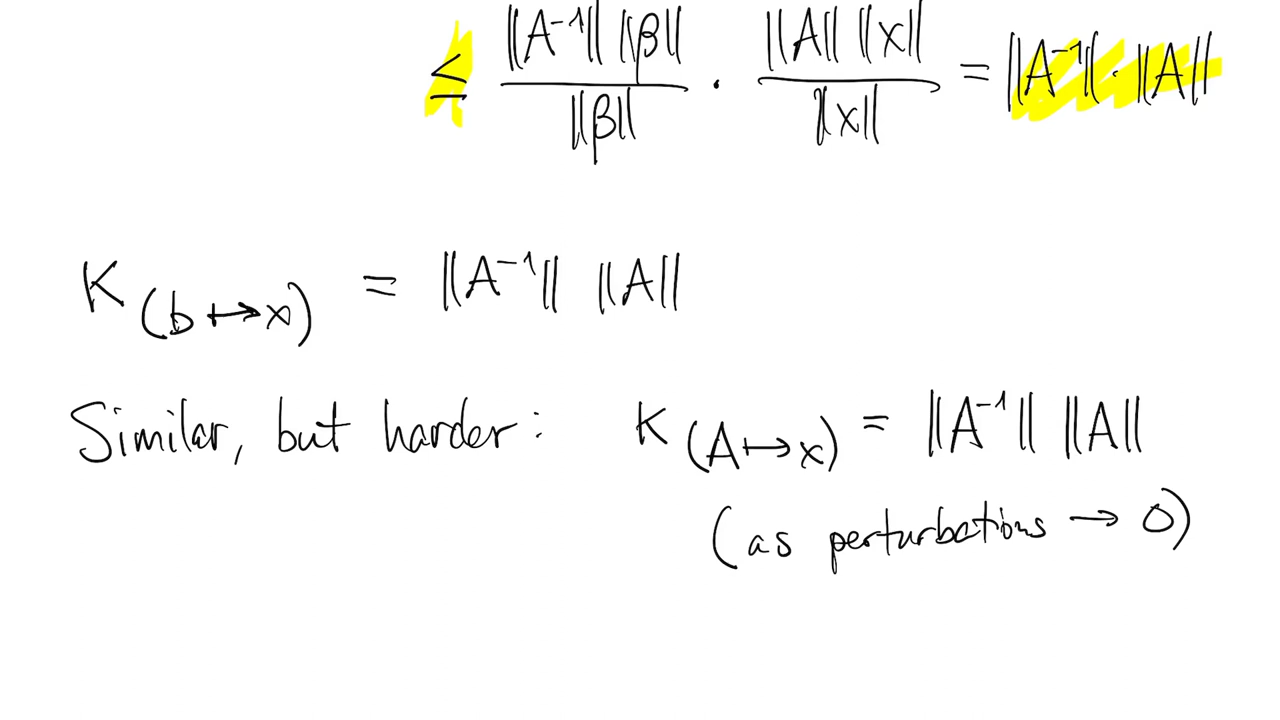 ≤ ‖A⁻¹‖ ‖β‖ / ‖β‖ · ‖A‖ ‖x‖ / ‖x‖ = ‖A⁻¹‖ · ‖A‖
K (b ↦ x) = ‖A⁻¹‖ ‖A‖
Similar, but harder: K (A ↦ x) = ‖A⁻¹‖ ‖A‖
(as perturbations → 0)